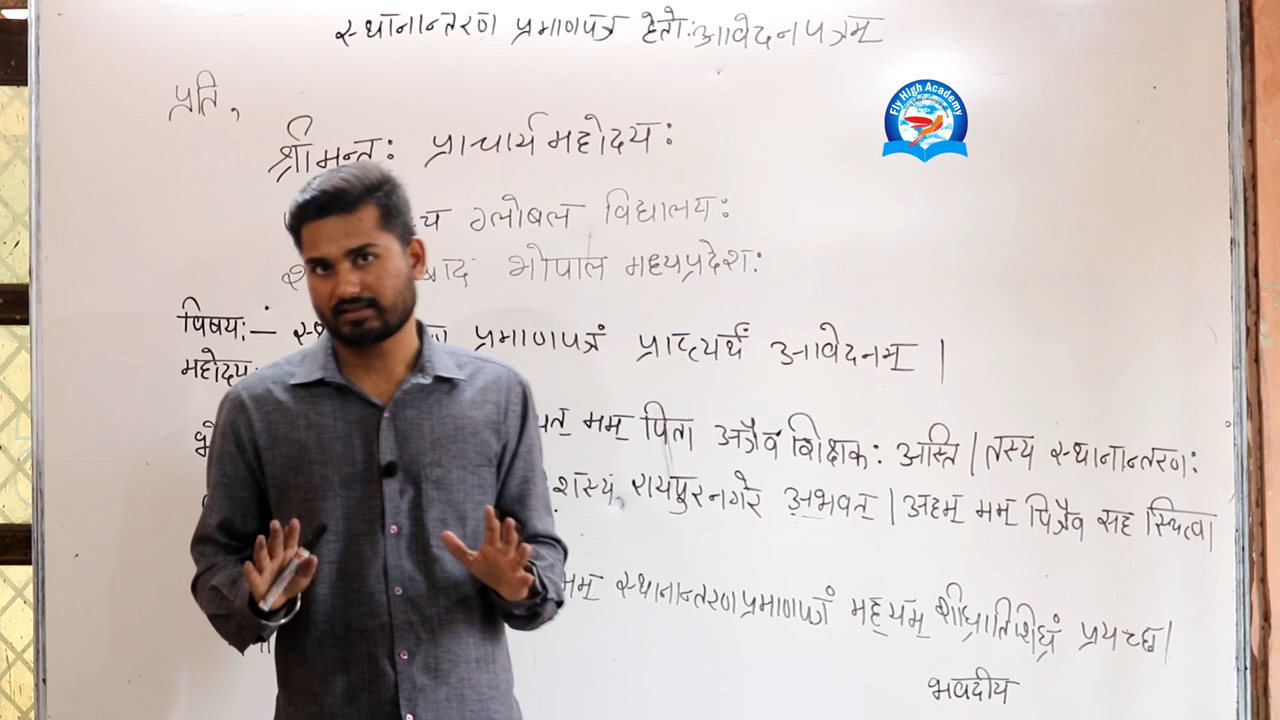 स्थानान्तरण प्रमाणपत्र हेतोः आवेदनपत्रम्
प्रति,
Fly High Academy
श्रीमन्तः प्राचार्यमहोदयः
ग्लोबल विद्यालयः
भोपाल मध्यप्रदेशः
विषयः- प्रमाणपत्रं प्राप्त्यर्थं आवेदनम् |
महोदय
मम् पिता अत्रैव शिक्षकः अस्ति | तस्य स्थानान्तरणः
रायपुरनगरे अभवत् | अहम् मम् पित्रैव सह स्थित्वा
मम् स्थानान्तरणप्रमाणपत्रं मह्यम् शीघ्रातिशिघ्रं प्रयच्छ |
भवदीय